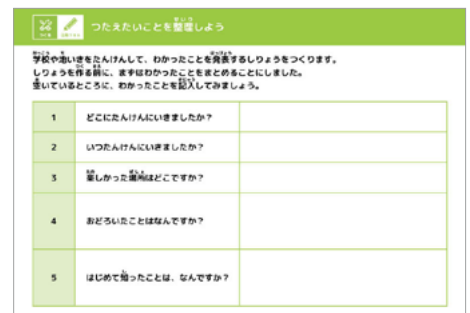 つたえたいことを整理しよう
学校や地いきをたんけんして、わかったことを発表するしりょうをつくります。
しりょうを作る前に、まずはわかったことをまとめることにしました。
空いているところに、わかったことを記入してみましょう。
1 どこにたんけんにいきましたか？
2 いつたんけんにいきましたか？
3 楽しかった場所はどこですか？
4 おどろいたことはなんですか？
5 はじめて知ったことは、なんですか？